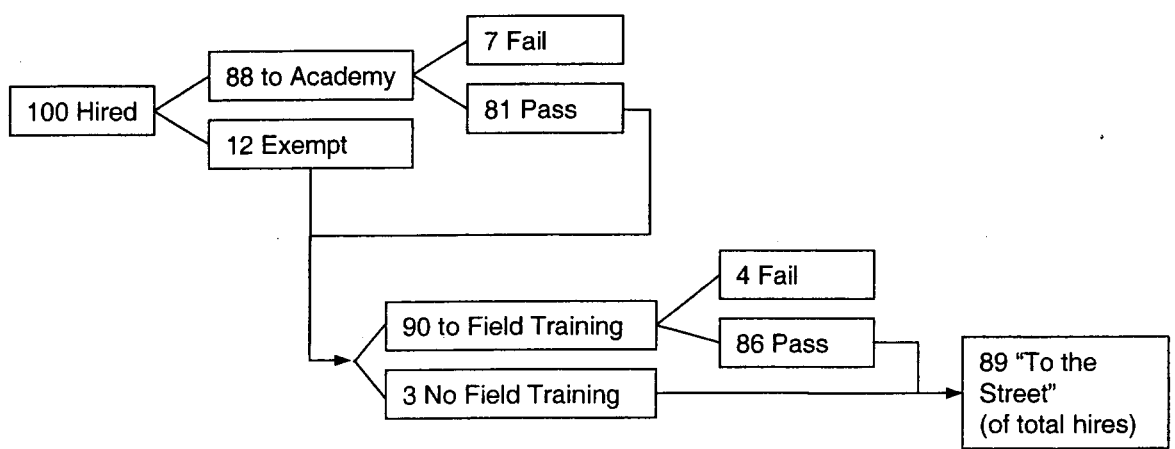 7 Fail
88 to Academy
100 Hired
81 Pass
12 Exempt
4 Fail
90 to Field Training
86 Pass
3 No Field Training
89 “To the
Street”
(of total hires)